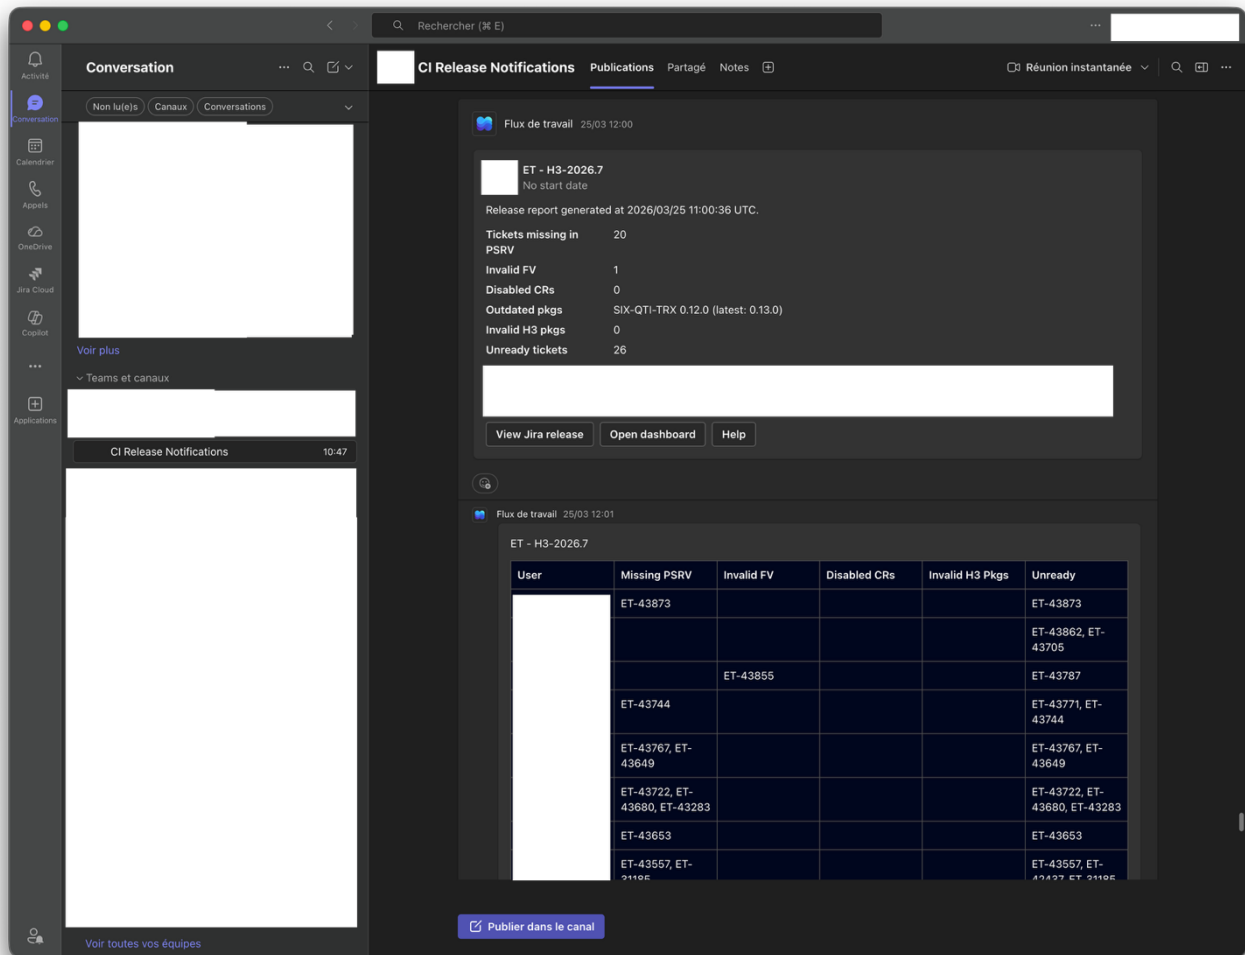 Rechercher (⌘ E)
Activité
Conversation
Calendrier
Appels
OneDrive
Jira Cloud
Copilot
Applications
Conversation
Non lu(e)s
Canaux
Conversations
Voir plus
Teams et canaux
CI Release Notifications 10:47
Voir toutes vos équipes
CI Release Notifications Publications Partagé Notes
Réunion instantanée
Flux de travail 25/03 12:00
ET - H3-2026.7
No start date
Release report generated at 2026/03/25 11:00:36 UTC.
Tickets missing in 20
PSRV
Invalid FV 1
Disabled CRs 0
Outdated pkgs SIX-QTI-TRX 0.12.0 (latest: 0.13.0)
Invalid H3 pkgs 0
Unready tickets 26
View Jira release Open dashboard Help
Flux de travail 25/03 12:01
ET - H3-2026.7
User Missing PSRV Invalid FV Disabled CRs Invalid H3 Pkgs Unready
ET-43873 ET-43873
ET-43862, ET-
43705
ET-43855 ET-43787
ET-43744 ET-43771, ET-
43744
ET-43767, ET- ET-43767, ET-
43649 43649
ET-43722, ET- ET-43722, ET-
43680, ET-43283 43680, ET-43283
ET-43653 ET-43653
ET-43557, ET- ET-43557, ET-
31185 42437, ET-31185
Publier dans le canal